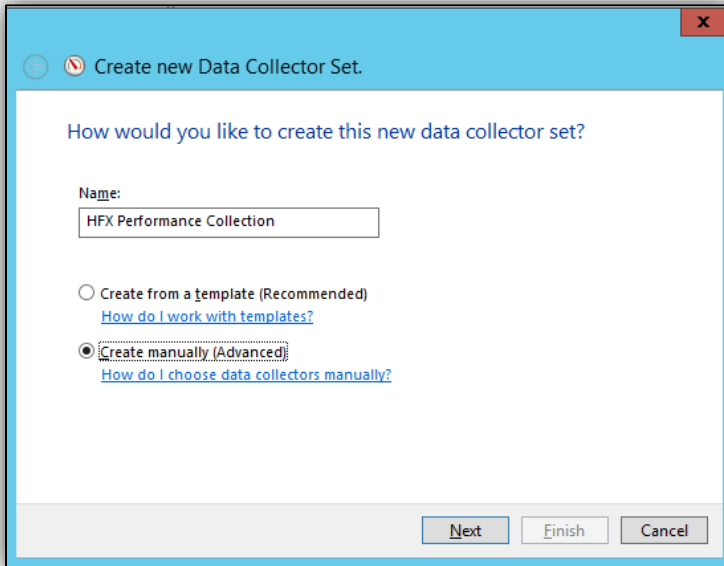 x
Create new Data Collector Set.
How would you like to create this new data collector set?
Name:
HFX Performance Collection
Create from a template (Recommended)
How do I work with templates?
Create manually (Advanced)
How do I choose data collectors manually?
Next Finish Cancel